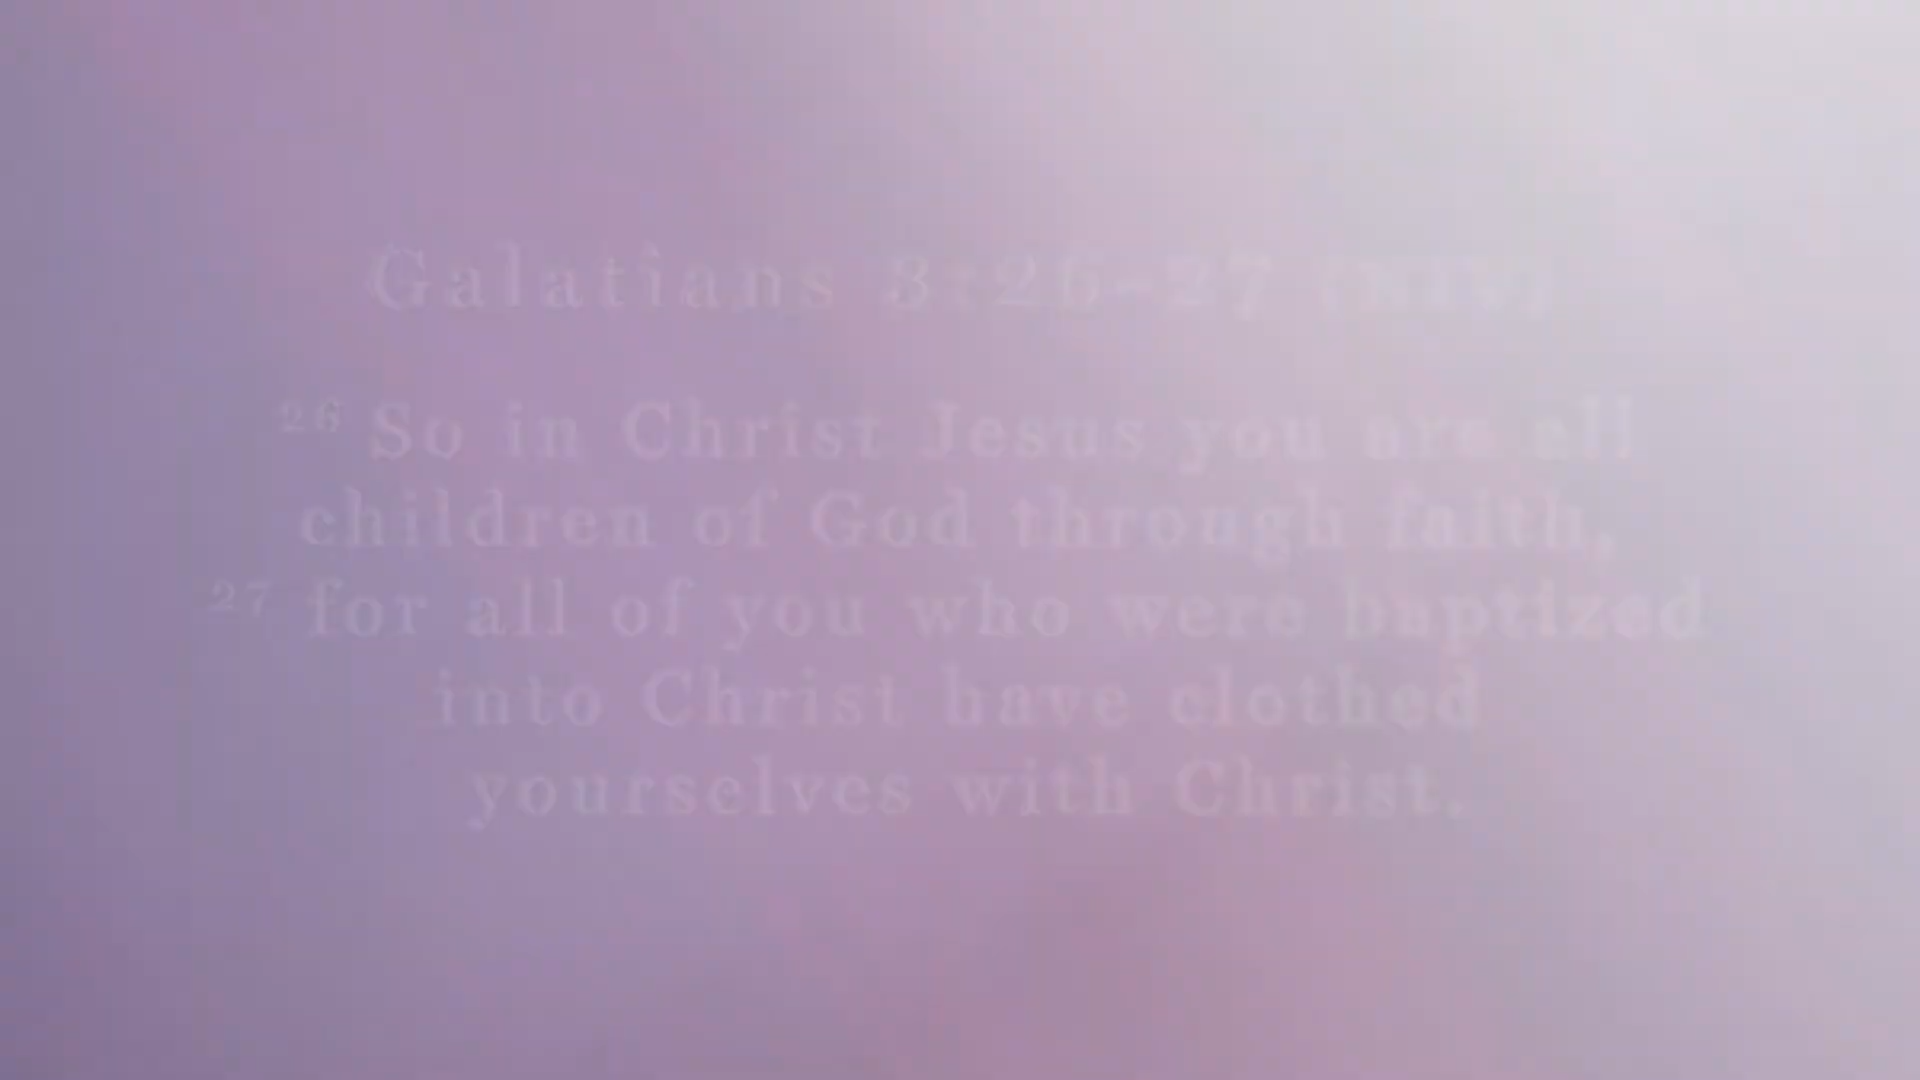 Galatians 3:26-27 (NIV)
26 So in Christ Jesus you are all
children of God through faith,
27 for all of you who were baptized
into Christ have clothed
yourselves with Christ.